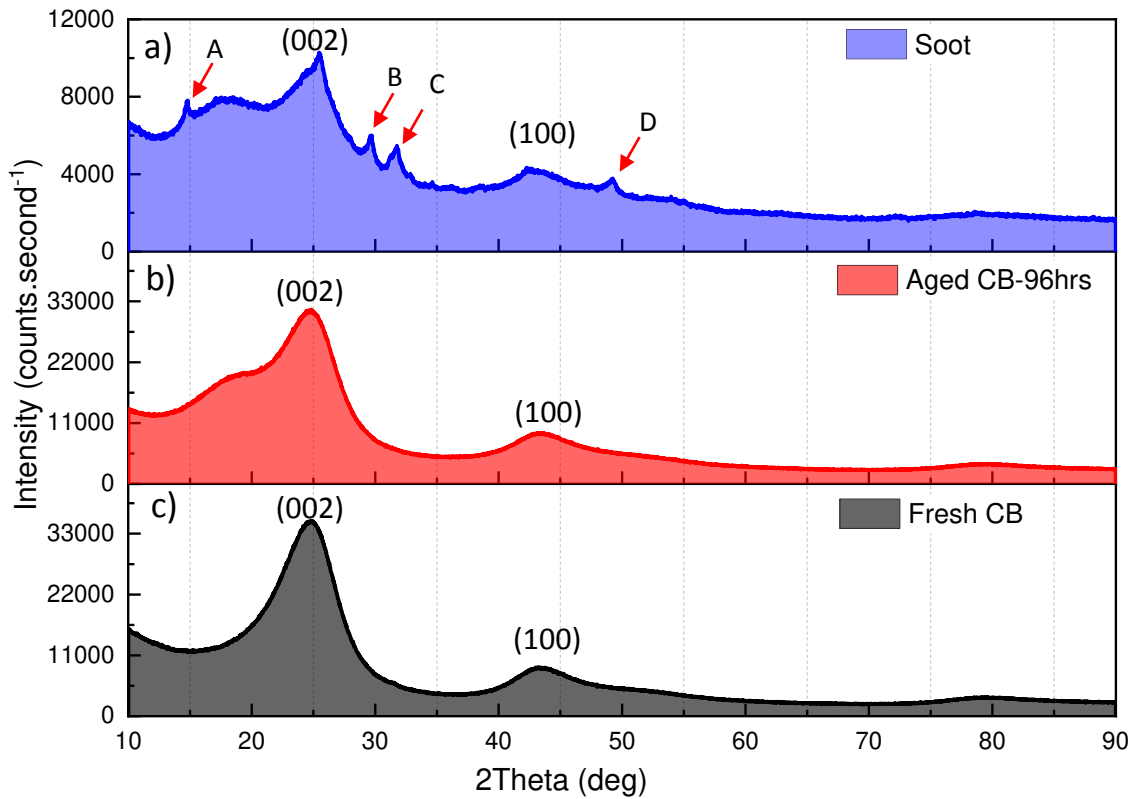 12000
a)
A
(002)
B
C
(100)
D
Soot
8000
4000
0
b)
(002)
(100)
Aged CB-96hrs
33000
22000
11000
0
c)
(002)
(100)
Fresh CB
33000
22000
11000
0
Intensity (counts.second⁻¹)
10 20 30 40 50 60 70 80 90
2Theta (deg)